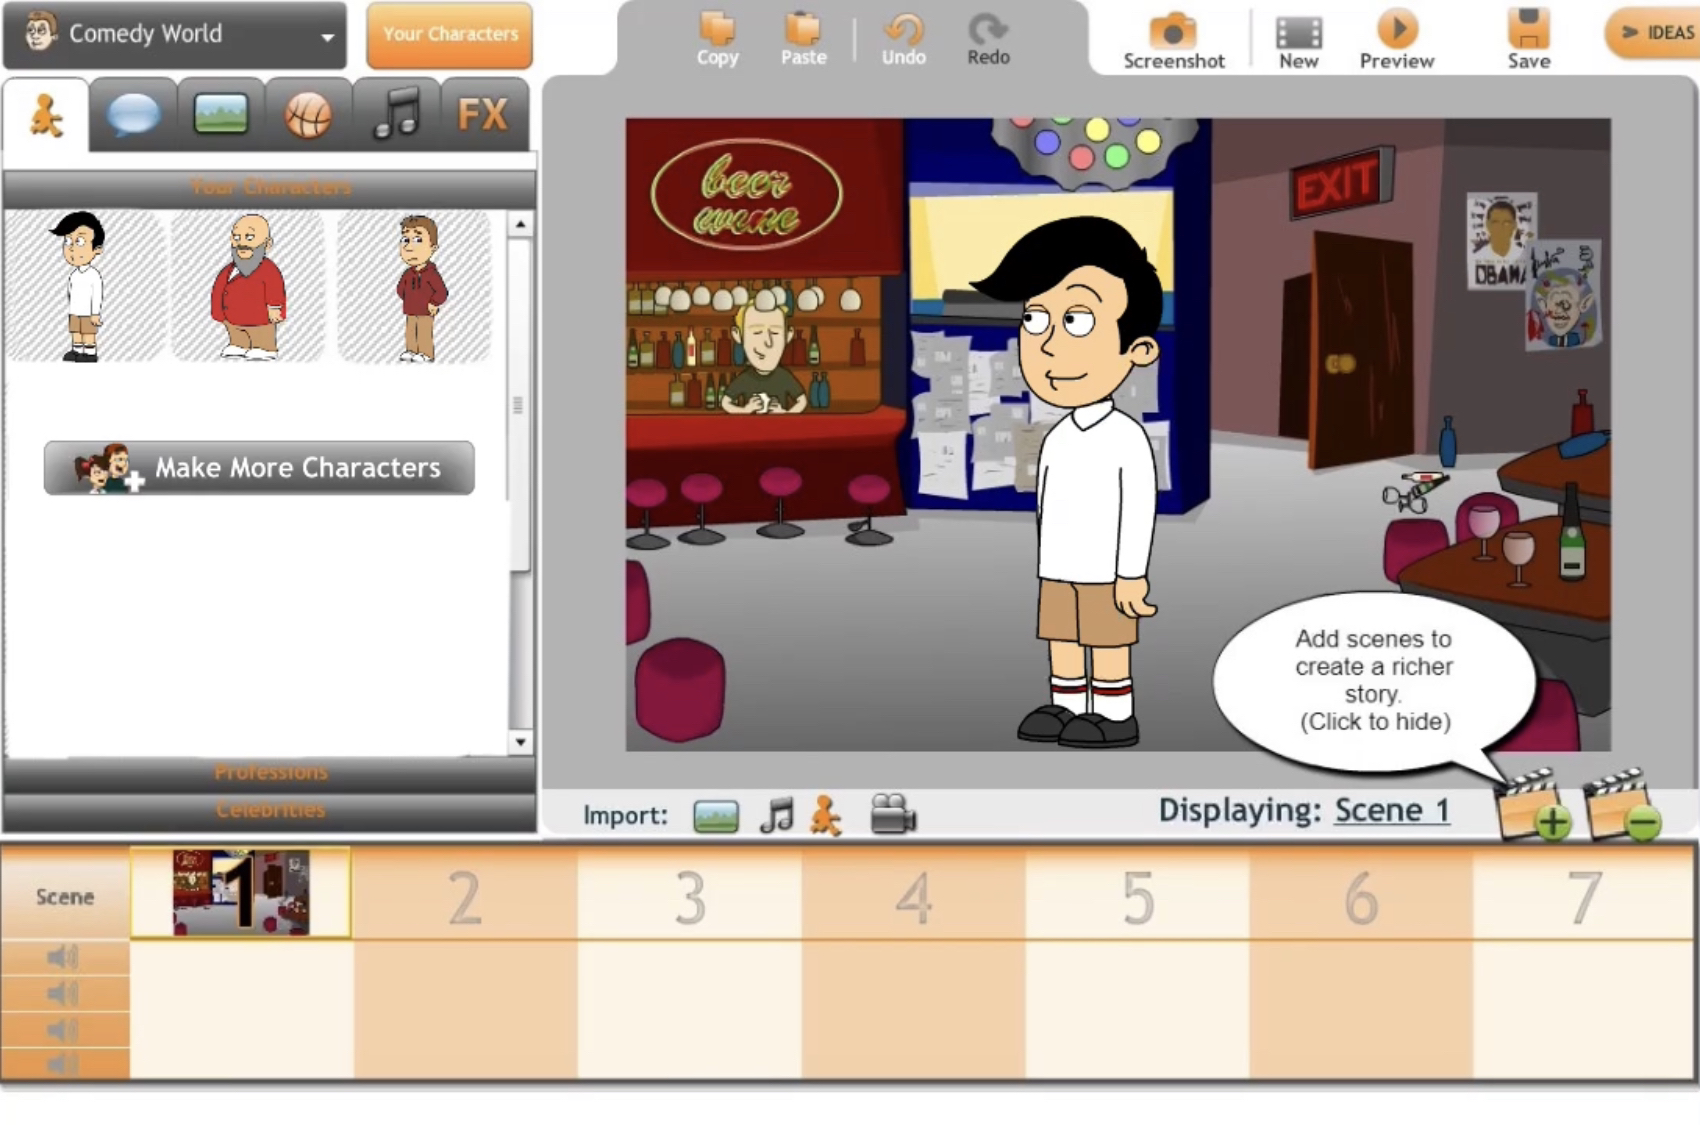 Comedy World
Your Characters
Copy
Paste
Undo
Redo
Screenshot
New
Preview
Save
> IDEAS
FX
Your Characters
Make More Characters
Professions
Celebrities
beer
wine
EXIT
OBAMA
Add scenes to
create a richer
story.
(Click to hide)
Import:
Displaying: Scene 1
Scene
1
2
3
4
5
6
7